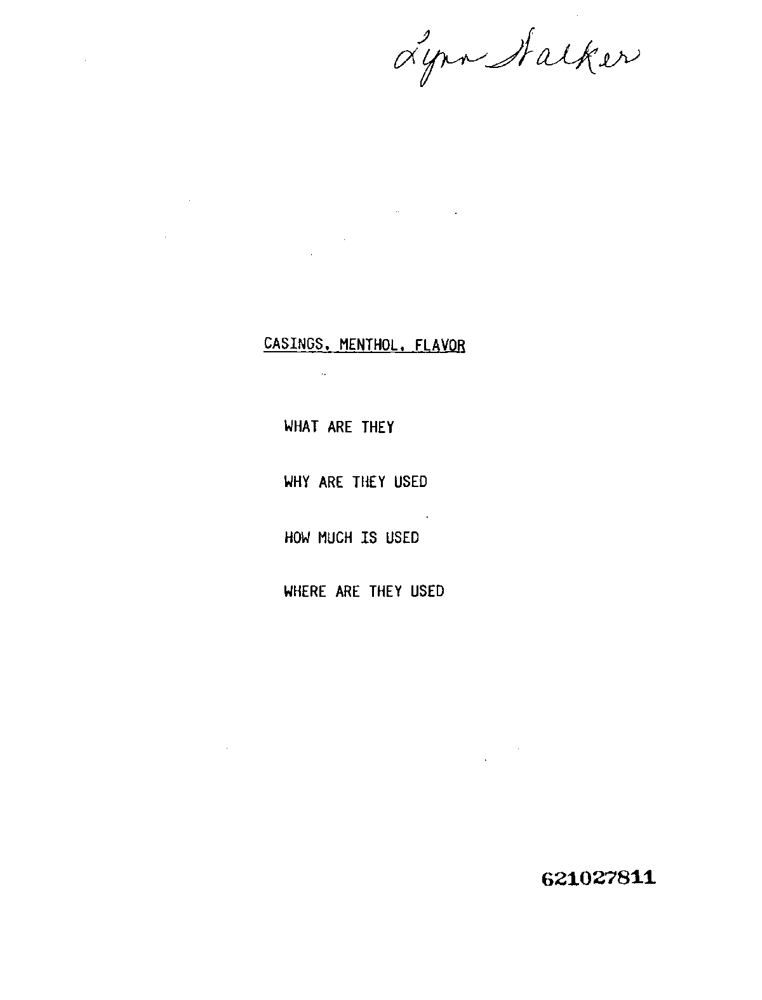 Lynn Walker
CASINGS, MENTHOL, FLAVOR
WHAT ARE THEY
WHY ARE THEY USED
HOW MUCH IS USED
WHERE ARE THEY USED
621027811